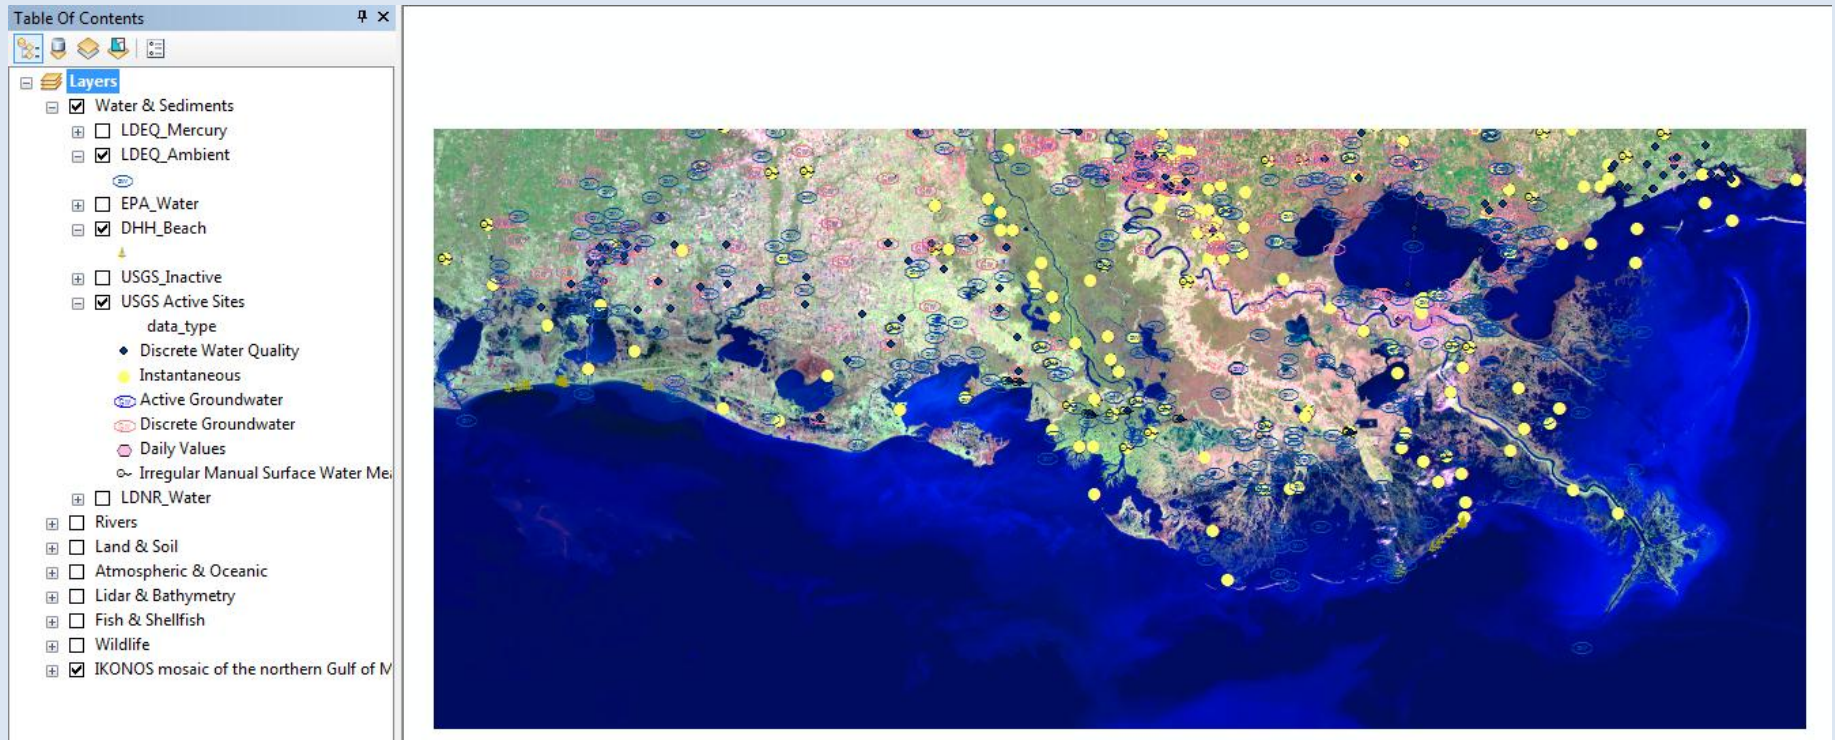 Table Of Contents
Layers
Water & Sediments
LDEQ_Mercury
LDEQ_Ambient
EPA_Water
DHH_Beach
USGS_Inactive
USGS Active Sites
data_type
Discrete Water Quality
Instantaneous
Active Groundwater
Discrete Groundwater
Daily Values
Irregular Manual Surface Water Me
LDNR_Water
Rivers
Land & Soil
Atmospheric & Oceanic
Lidar & Bathymetry
Fish & Shellfish
Wildlife
IKONOS mosaic of the northern Gulf of M